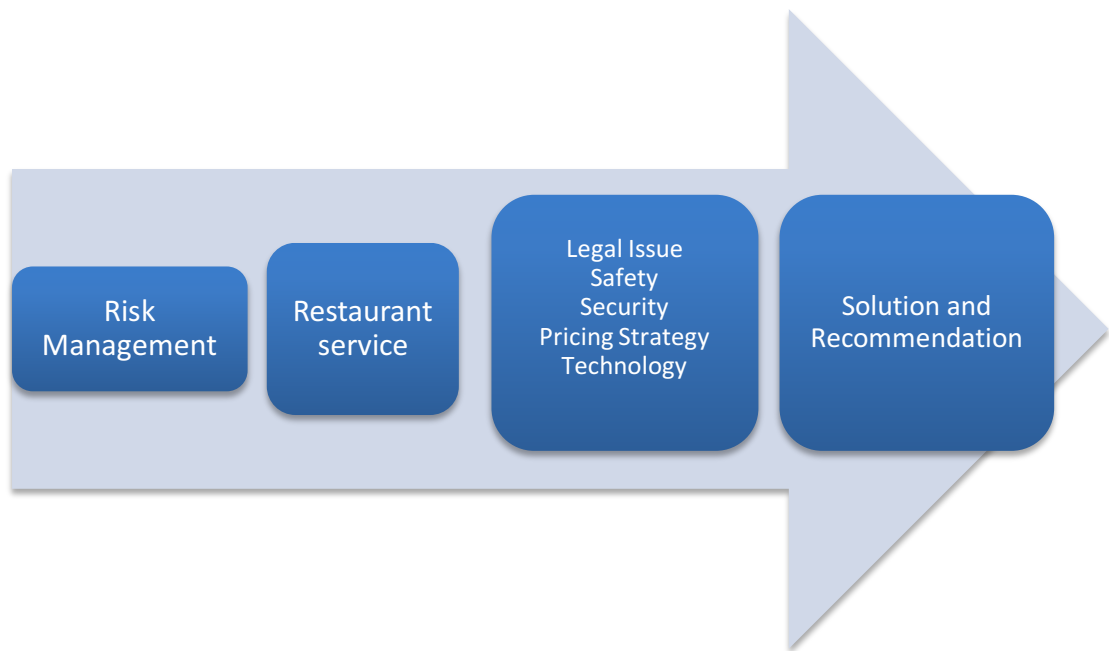 Risk
Management
Restaurant
service
Legal Issue
Safety
Security
Pricing Strategy
Technology
Solution and
Recommendation